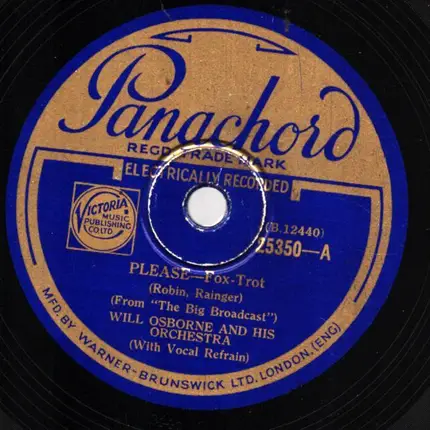 Panachord
REGD. TRADE MARK
ELECTRICALLY RECORDED
VICTORIA
MUSIC
PUBLISHING
CO LTD
(B.12440)
25350—A
PLEASE—Fox-Trot
(Robin, Rainger)
(From "The Big Broadcast")
WILL OSBORNE AND HIS
ORCHESTRA
(With Vocal Refrain)
MFD. BY WARNER-BRUNSWICK LTD. LONDON. (ENG)